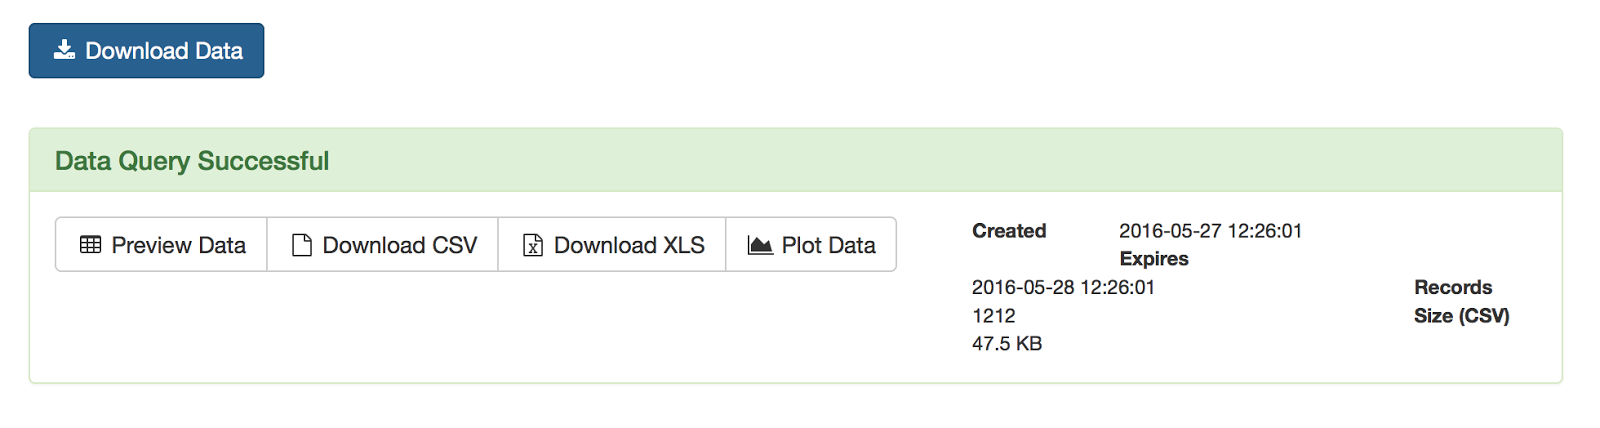 Download Data
Data Query Successful
Preview Data Download CSV Download XLS Plot Data
Created 2016-05-27 12:26:01
Expires
2016-05-28 12:26:01 Records
1212 Size (CSV)
47.5 KB